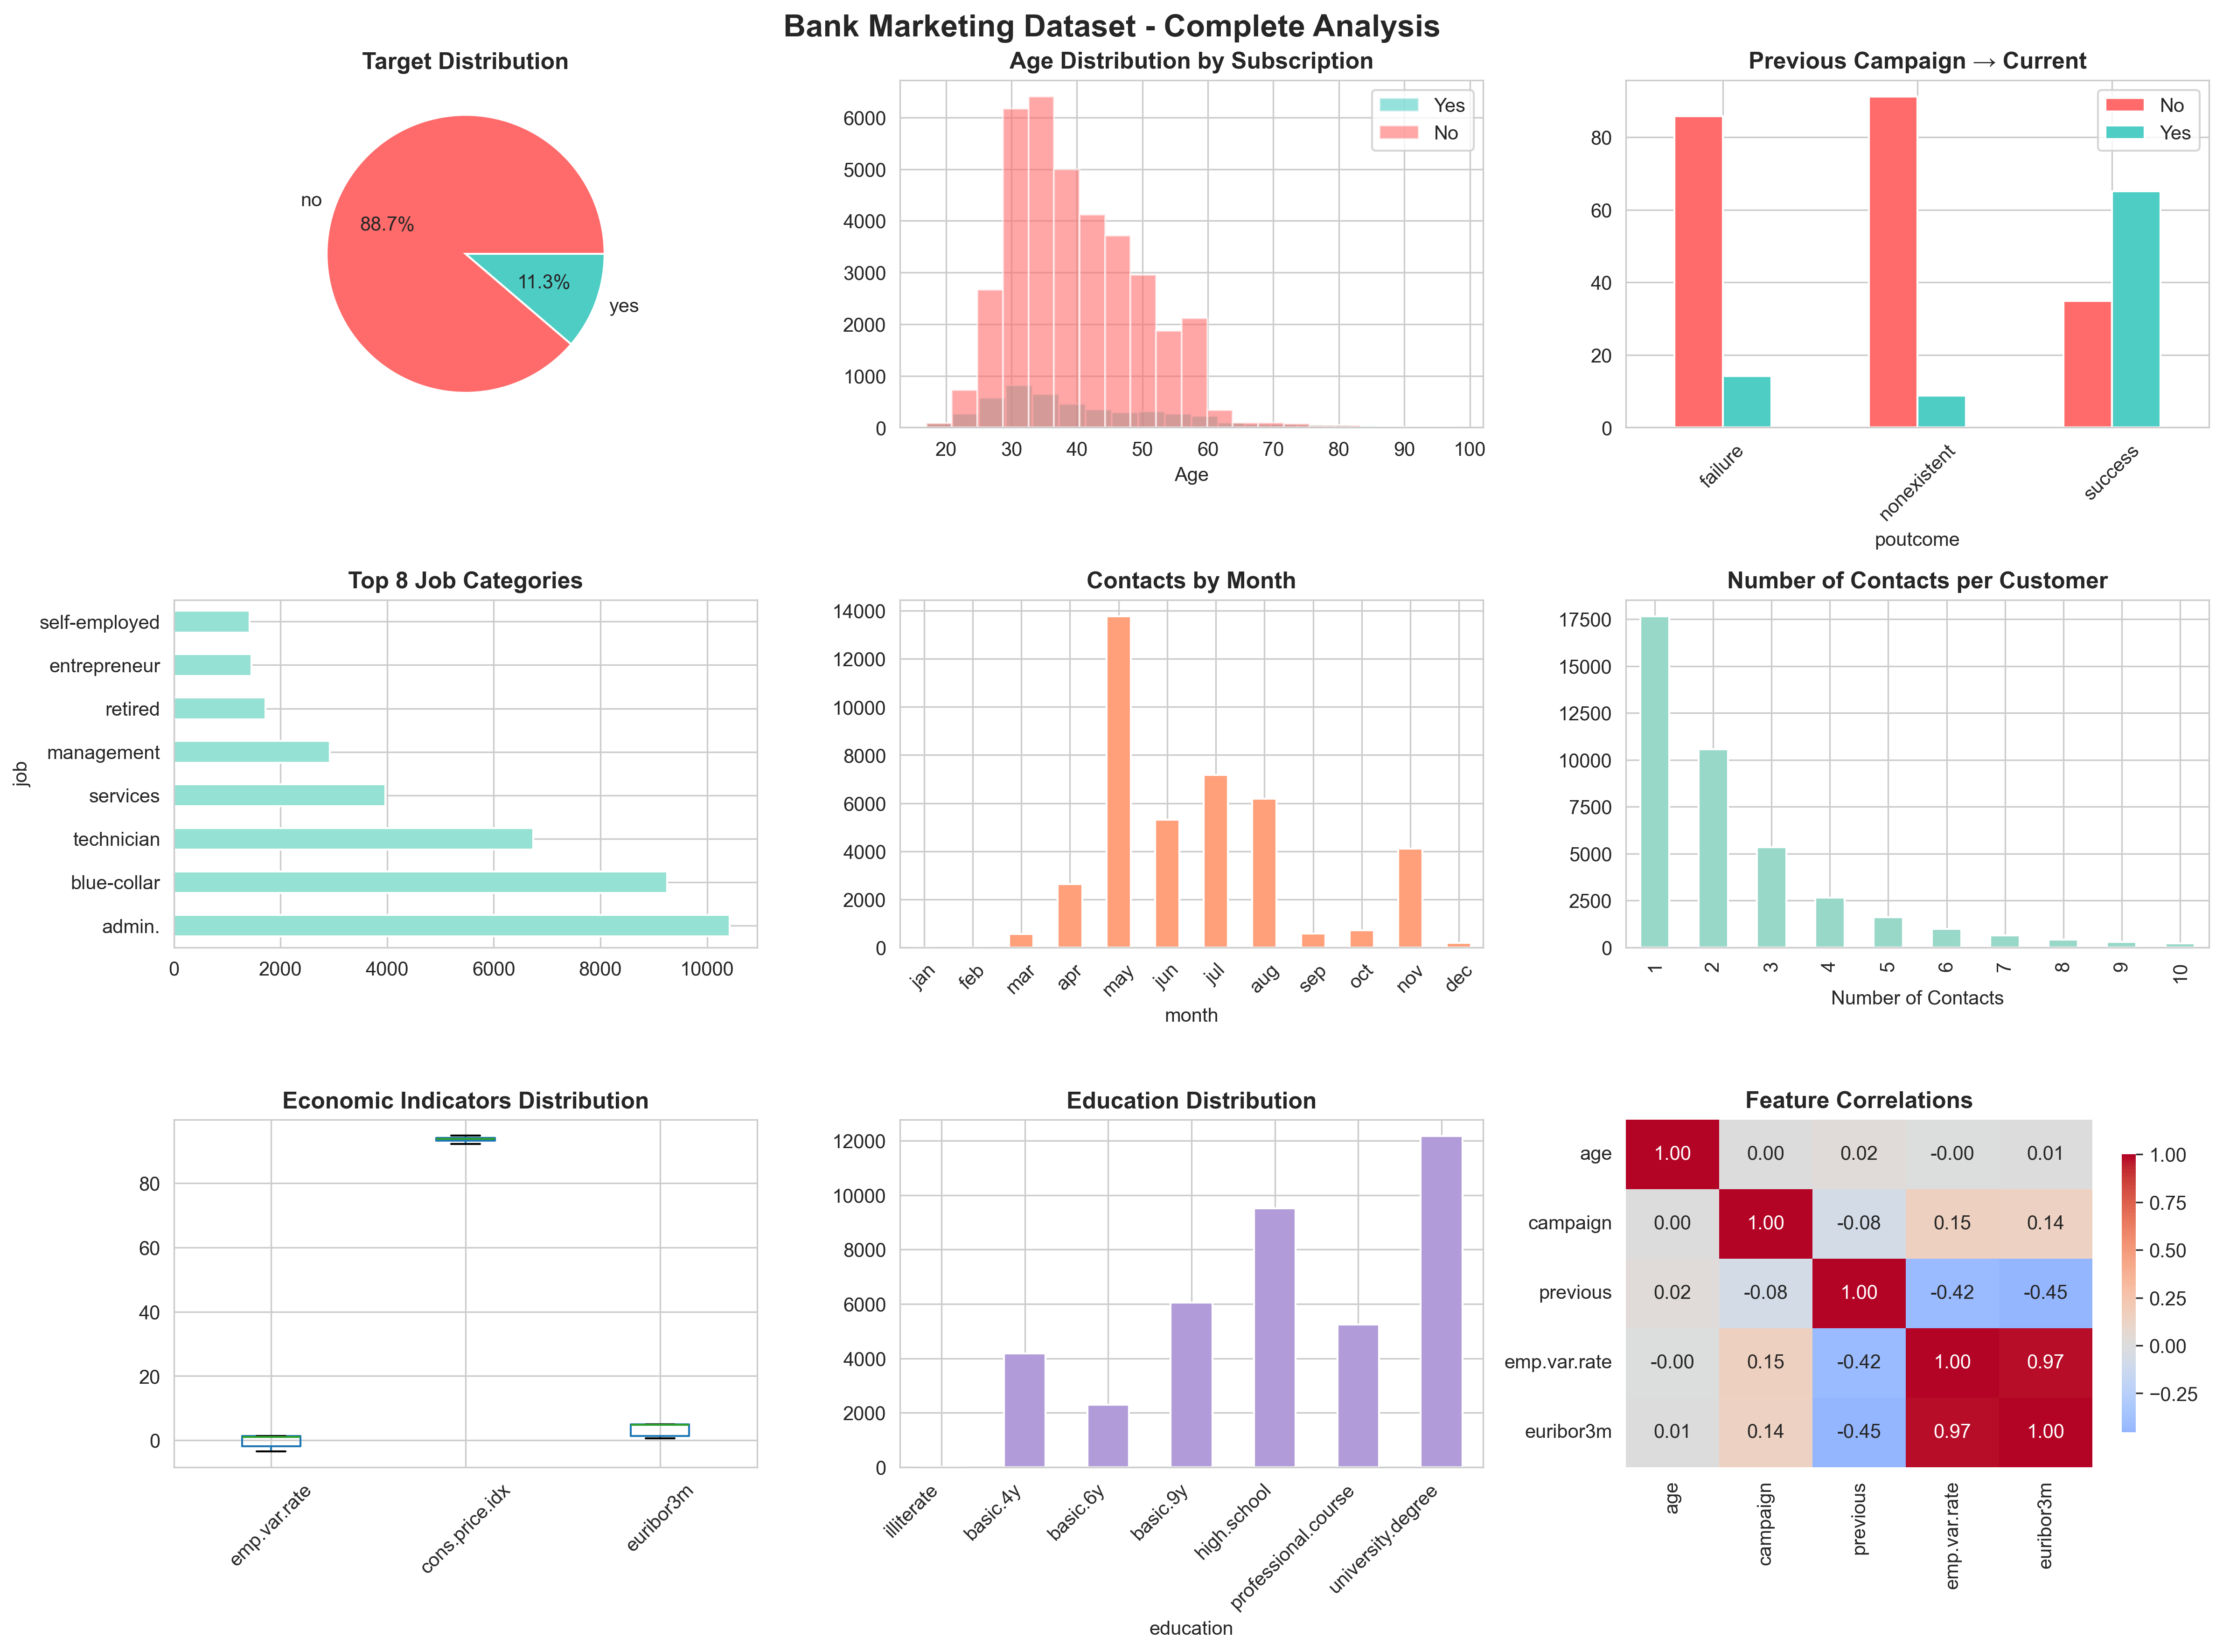 Bank Marketing Dataset - Complete Analysis
Target Distribution
no
88.7%
11.3%
yes
Age Distribution by Subscription
Yes
No
6000
5000
4000
3000
2000
1000
0
20 30 40 50 60 70 80 90 100
Age
Previous Campaign → Current
No
Yes
80
60
40
20
0
failure nonexistent success
poutcome
Top 8 Job Categories
job
self-employed
entrepreneur
retired
management
services
technician
blue-collar
admin.
0 2000 4000 6000 8000 10000
Contacts by Month
14000
12000
10000
8000
6000
4000
2000
0
jan feb mar apr may jun jul aug sep oct nov dec
month
Number of Contacts per Customer
17500
15000
12500
10000
7500
5000
2500
0
1 2 3 4 5 6 7 8 9 10
Number of Contacts
Economic Indicators Distribution
80
60
40
20
0
emp.var.rate cons.price.idx euribor3m
Education Distribution
12000
10000
8000
6000
4000
2000
0
illiterate basic.4y basic.6y basic.9y high.school professional.course university.degree
education
Feature Correlations
age 1.00 0.00 0.02 -0.00 0.01
campaign 0.00 1.00 -0.08 0.15 0.14
previous 0.02 -0.08 1.00 -0.42 -0.45
emp.var.rate -0.00 0.15 -0.42 1.00 0.97
euribor3m 0.01 0.14 -0.45 0.97 1.00
age campaign previous emp.var.rate euribor3m
1.00
0.75
0.50
0.25
0.00
−0.25